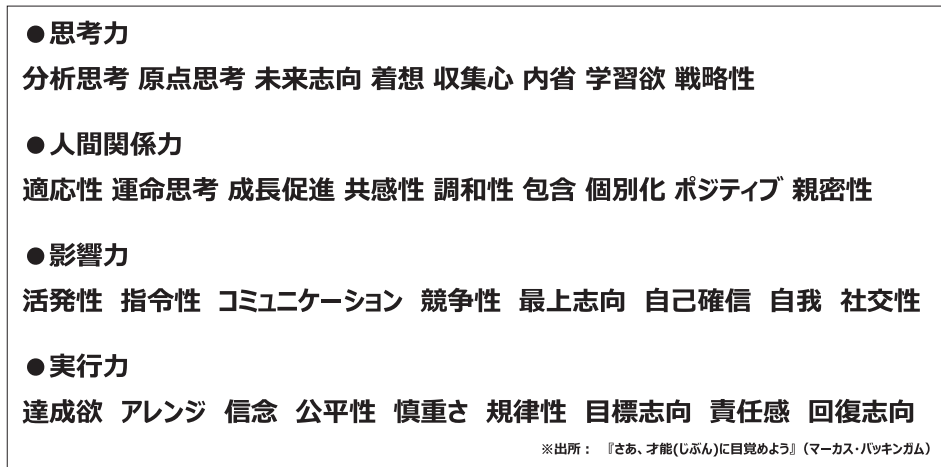 ●思考力
分析思考 原点思考 未来志向 着想 収集心 内省 学習欲 戦略性
●人間関係力
適応性 運命思考 成長促進 共感性 調和性 包含 個別化 ポジティブ 親密性
●影響力
活発性 指令性 コミュニケーション 競争性 最上志向 自己確信 自我 社交性
●実行力
達成欲 アレンジ 信念 公平性 慎重さ 規律性 目標志向 責任感 回復志向
※出所： 『さあ、才能(じぶん)に目覚めよう』（マーカス・バッキンガム）